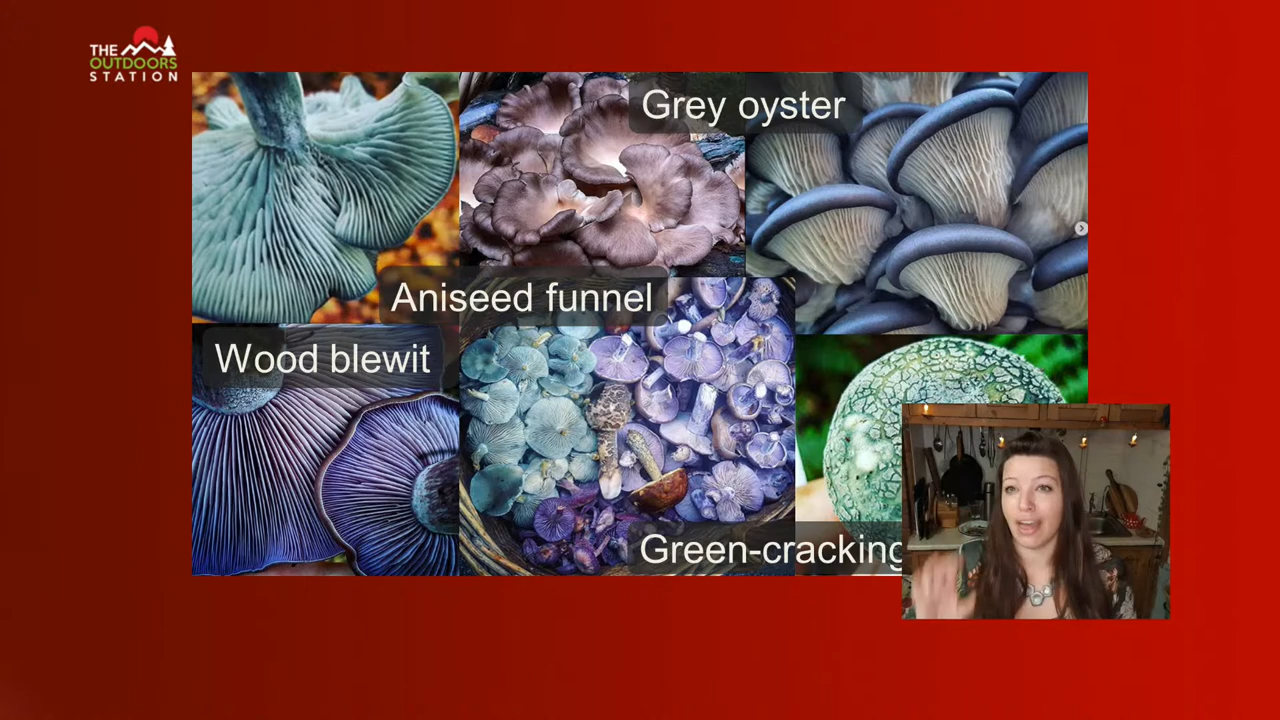 THE
OUTDOORS
STATION
Grey oyster
Aniseed funnel
Wood blewit
Green-cracking